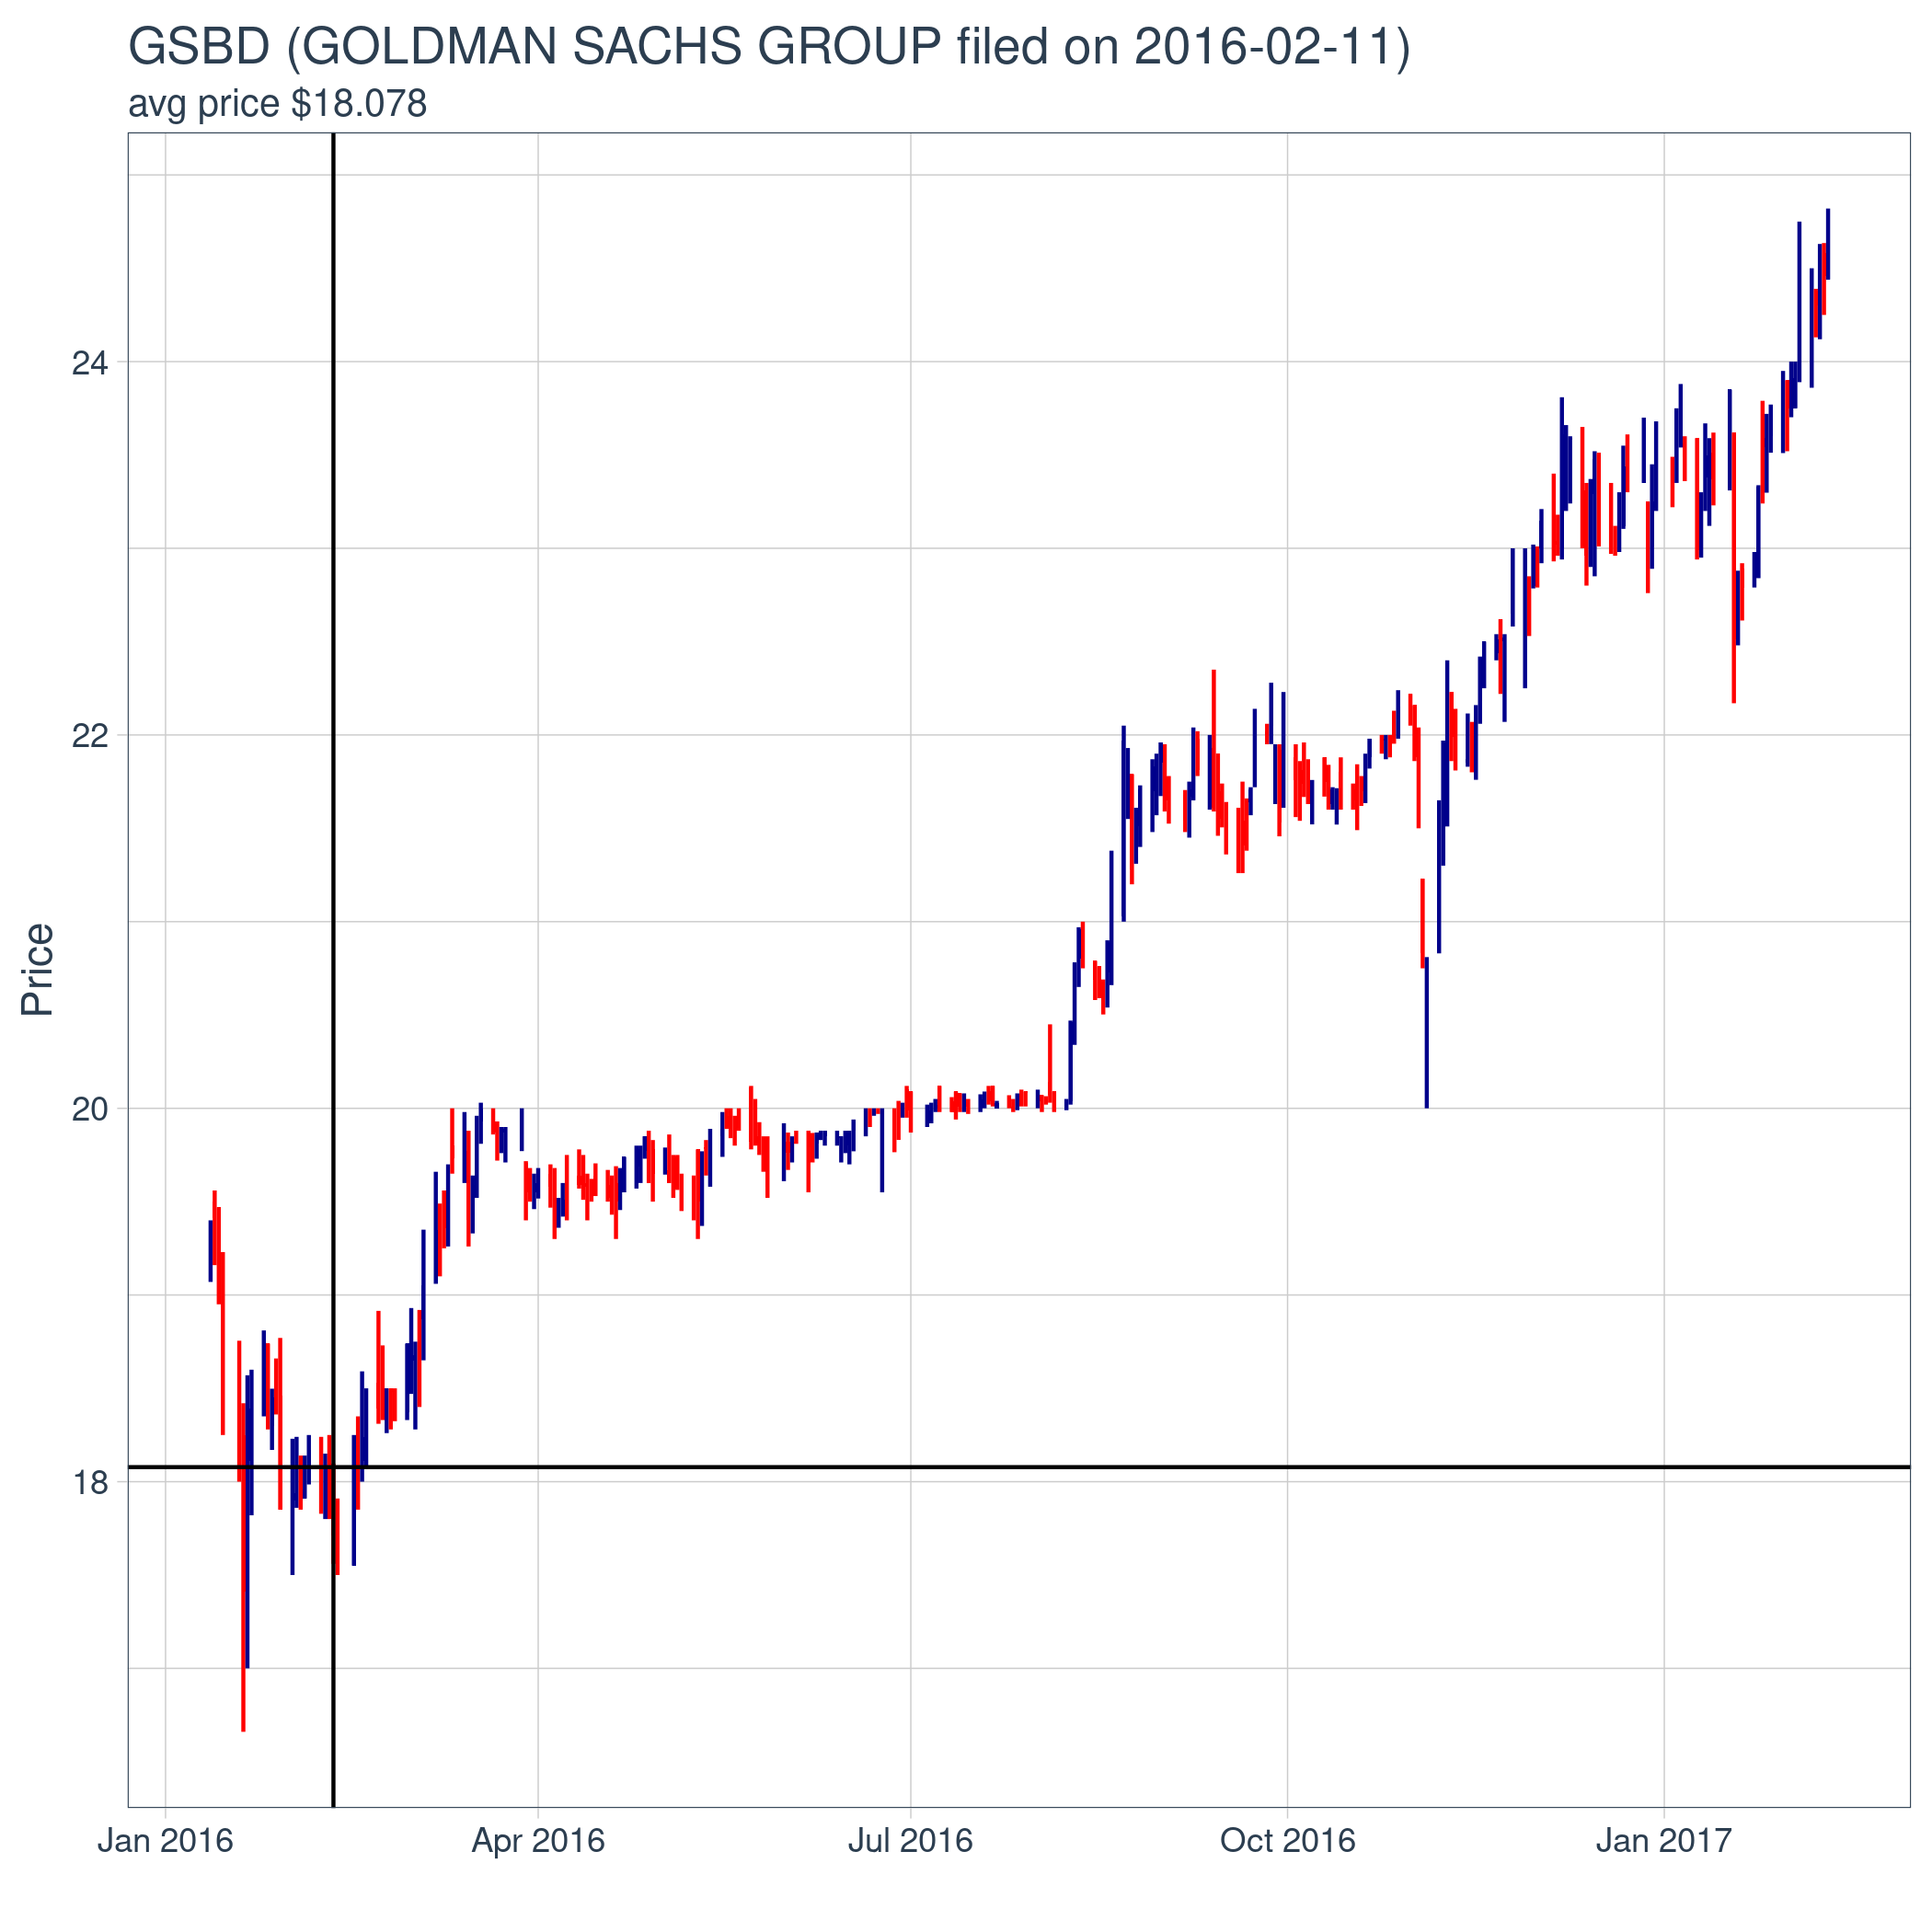 GSBD (GOLDMAN SACHS GROUP filed on 2016-02-11)
avg price $18.078
24
22
20
18
Price
Jan 2016 Apr 2016 Jul 2016 Oct 2016 Jan 2017